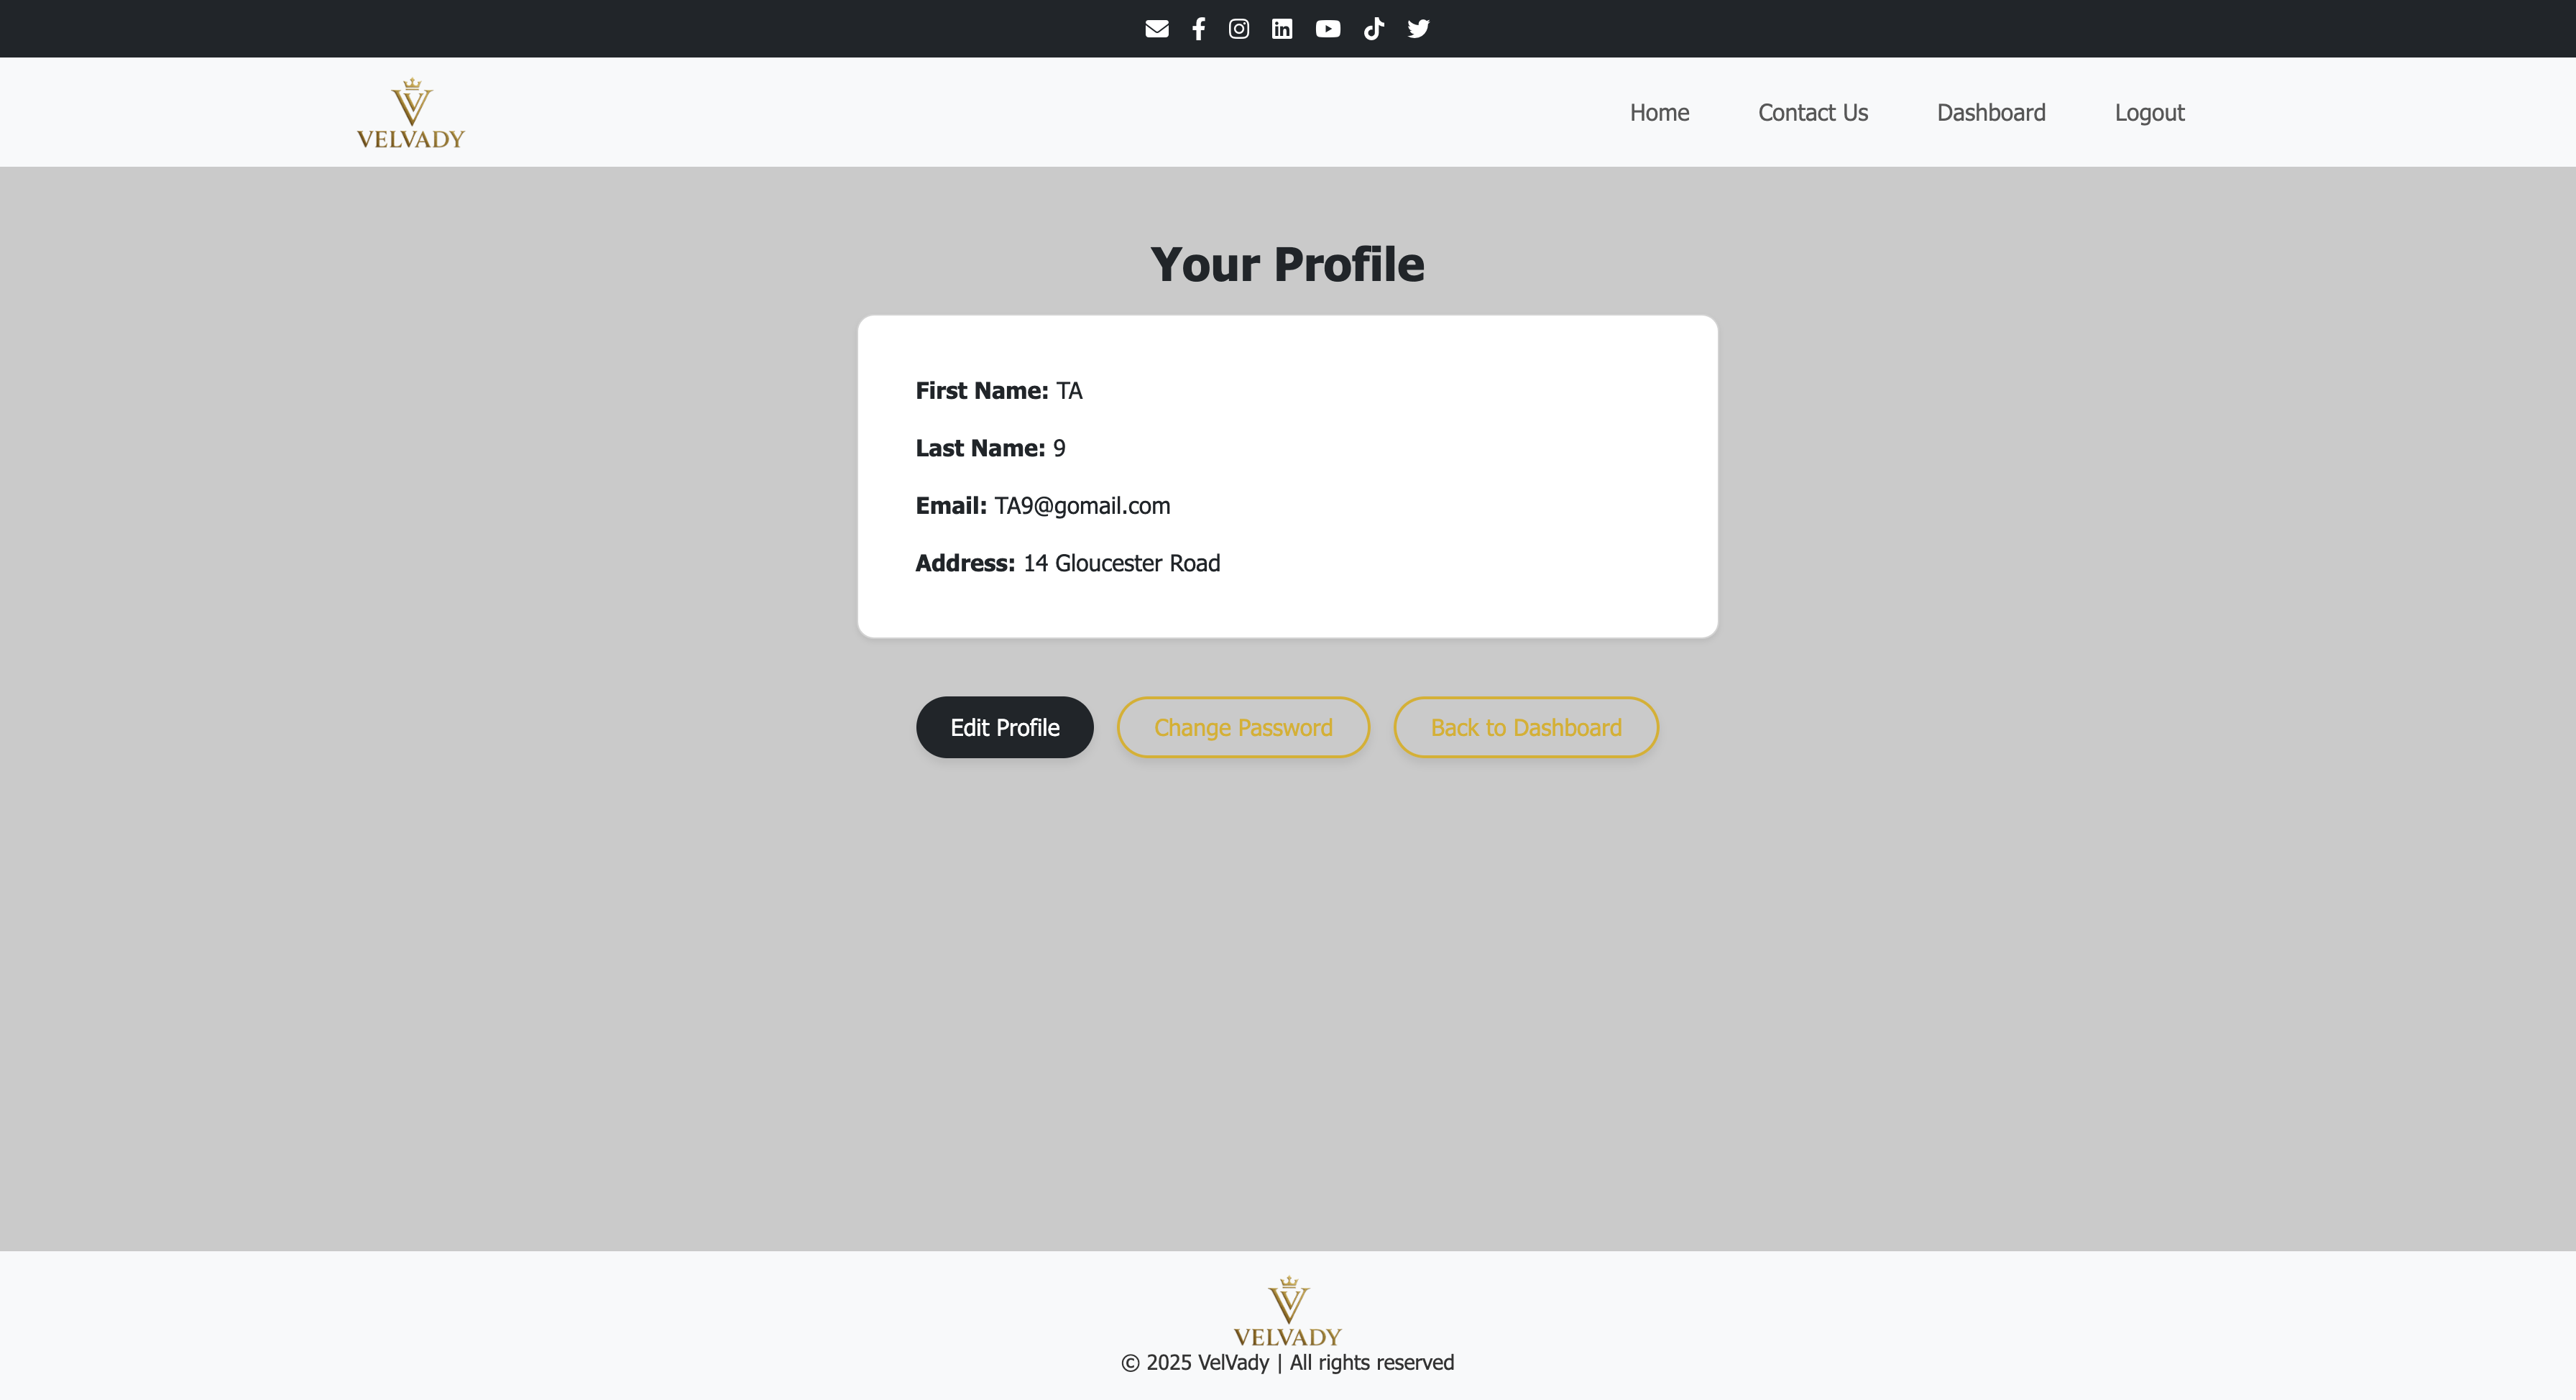 VELVADY
Home Contact Us Dashboard Logout
Your Profile
First Name: TA
Last Name: 9
Email: TA9@gomail.com
Address: 14 Gloucester Road
Edit Profile Change Password Back to Dashboard
VELVADY
© 2025 VelVady | All rights reserved